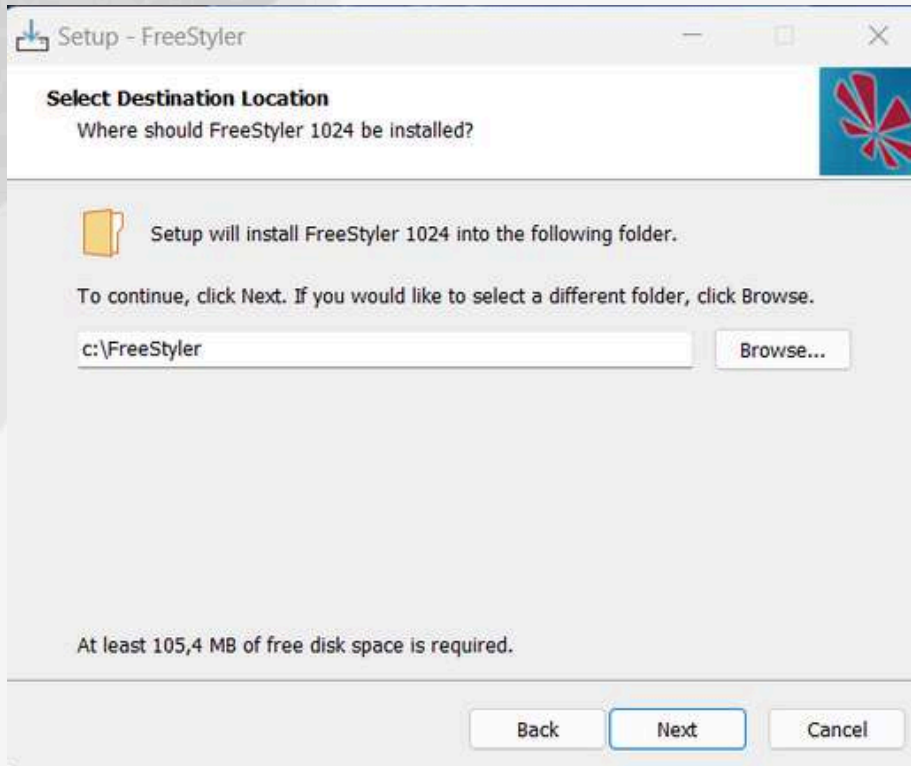 Setup - FreeStyler
Select Destination Location
Where should FreeStyler 1024 be installed?
Setup will install FreeStyler 1024 into the following folder.
To continue, click Next. If you would like to select a different folder, click Browse.
c:\FreeStyler
Browse...
At least 105,4 MB of free disk space is required.
Back
Next
Cancel